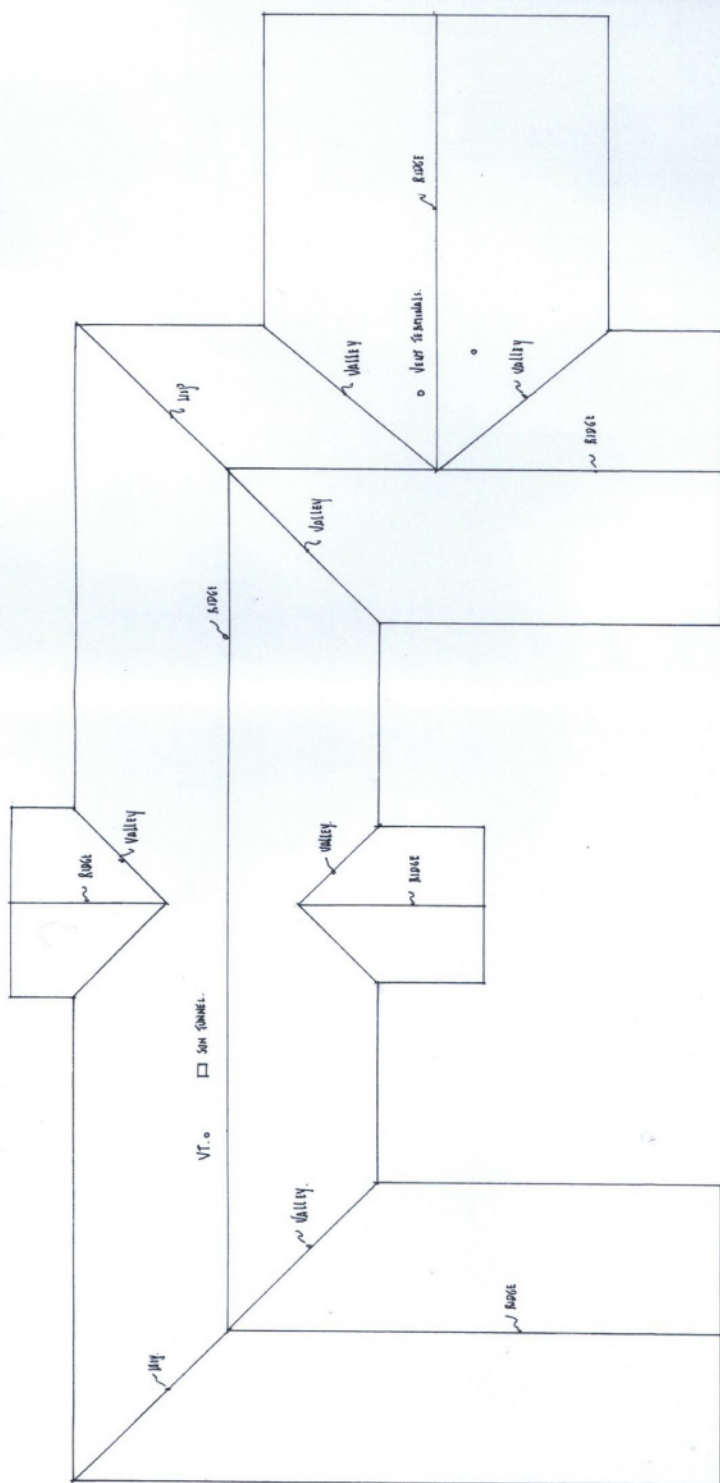 RIDGE
VALLEY
HIP.
HIP
VT.
SUN TUNNEL.
RIDGE
VALLEY.
VALLEY
VALLEY.
VALLEY
RIDGE
VENT TERMINALS.
RIDGE
RIDGE
VALLEY
RIDGE